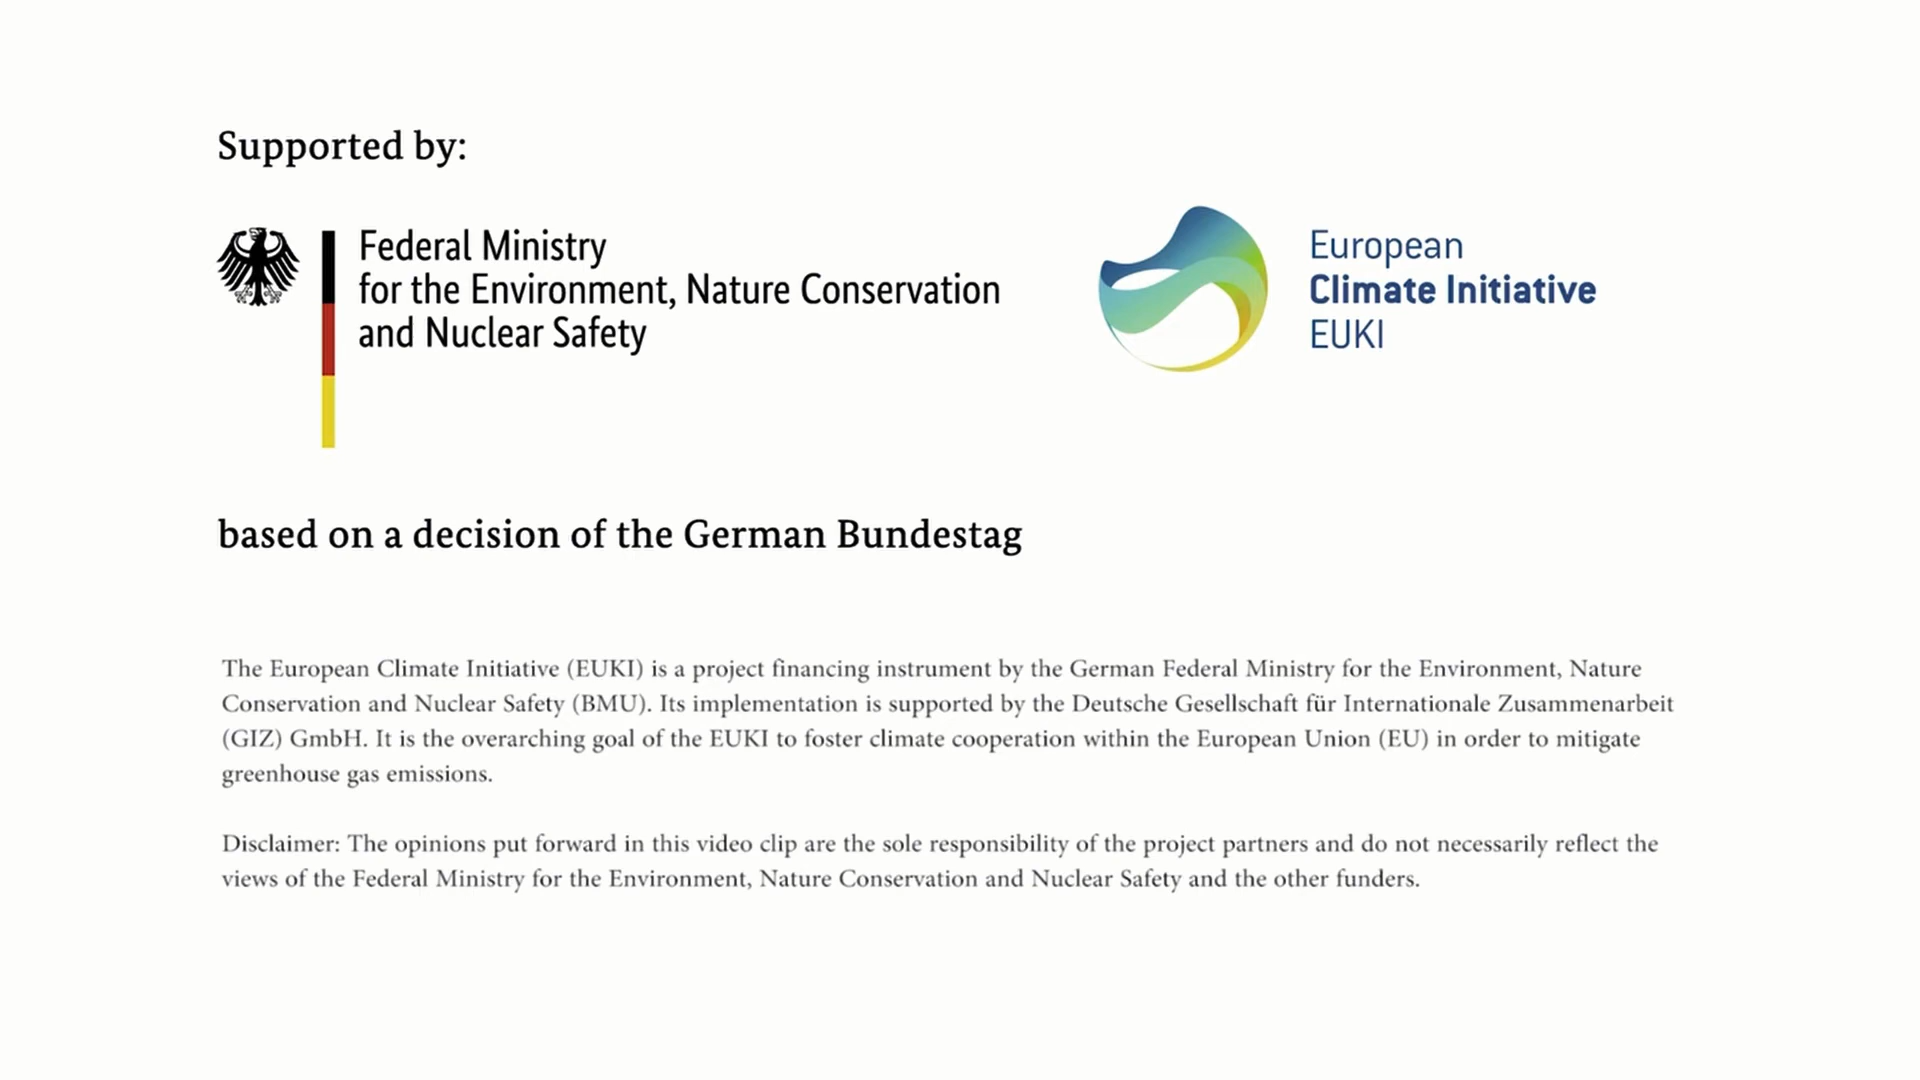 Supported by:
Federal Ministry
for the Environment, Nature Conservation
and Nuclear Safety
European
Climate Initiative
EUKI
based on a decision of the German Bundestag
The European Climate Initiative (EUKI) is a project financing instrument by the German Federal Ministry for the Environment, Nature
Conservation and Nuclear Safety (BMU). Its implementation is supported by the Deutsche Gesellschaft für Internationale Zusammenarbeit
(GIZ) GmbH. It is the overarching goal of the EUKI to foster climate cooperation within the European Union (EU) in order to mitigate
greenhouse gas emissions.
Disclaimer: The opinions put forward in this video clip are the sole responsibility of the project partners and do not necessarily reflect the
views of the Federal Ministry for the Environment, Nature Conservation and Nuclear Safety and the other funders.